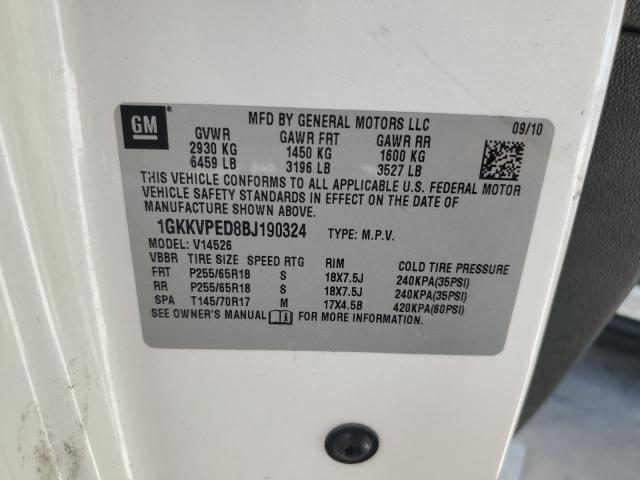 GM
MFD BY GENERAL MOTORS LLC 09/10
GVWR GAWR FRT GAWR RR
2930 KG 1450 KG 1600 KG
6459 LB 3196 LB 3527 LB
THIS VEHICLE CONFORMS TO ALL APPLICABLE U.S. FEDERAL MOTOR
VEHICLE SAFETY STANDARDS IN EFFECT ON THE DATE OF
MANUFACTURE SHOWN ABOVE.
1GKKVPED8BJ190324 TYPE: M.P.V.
MODEL: V14526
VBBR TIRE SIZE SPEED RTG RIM COLD TIRE PRESSURE
FRT P255/65R18 S 18X7.5J 240KPA(35PSI)
RR P255/65R18 S 18X7.5J 240KPA(35PSI)
SPA T145/70R17 M 17X4.5B 420KPA(60PSI)
SEE OWNER'S MANUAL FOR MORE INFORMATION.